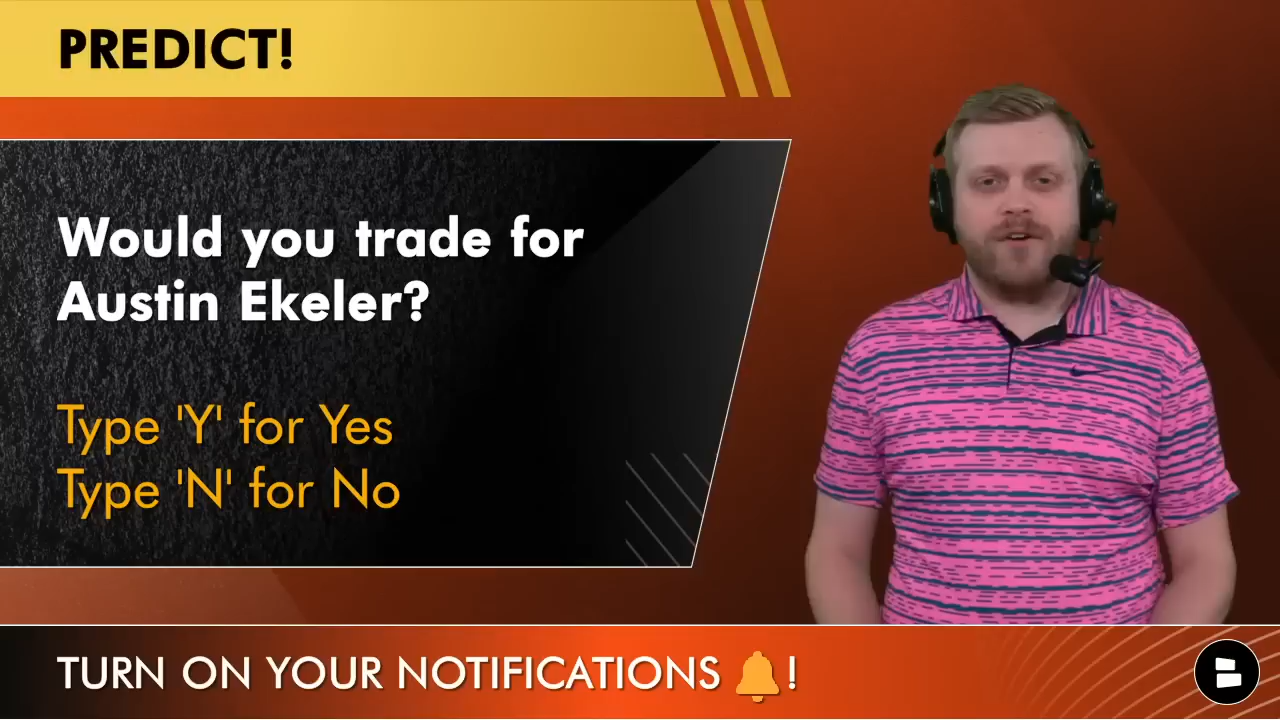 PREDICT!
Would you trade for
Austin Ekeler?
Type 'Y' for Yes
Type 'N' for No
TURN ON YOUR NOTIFICATIONS 🔔!